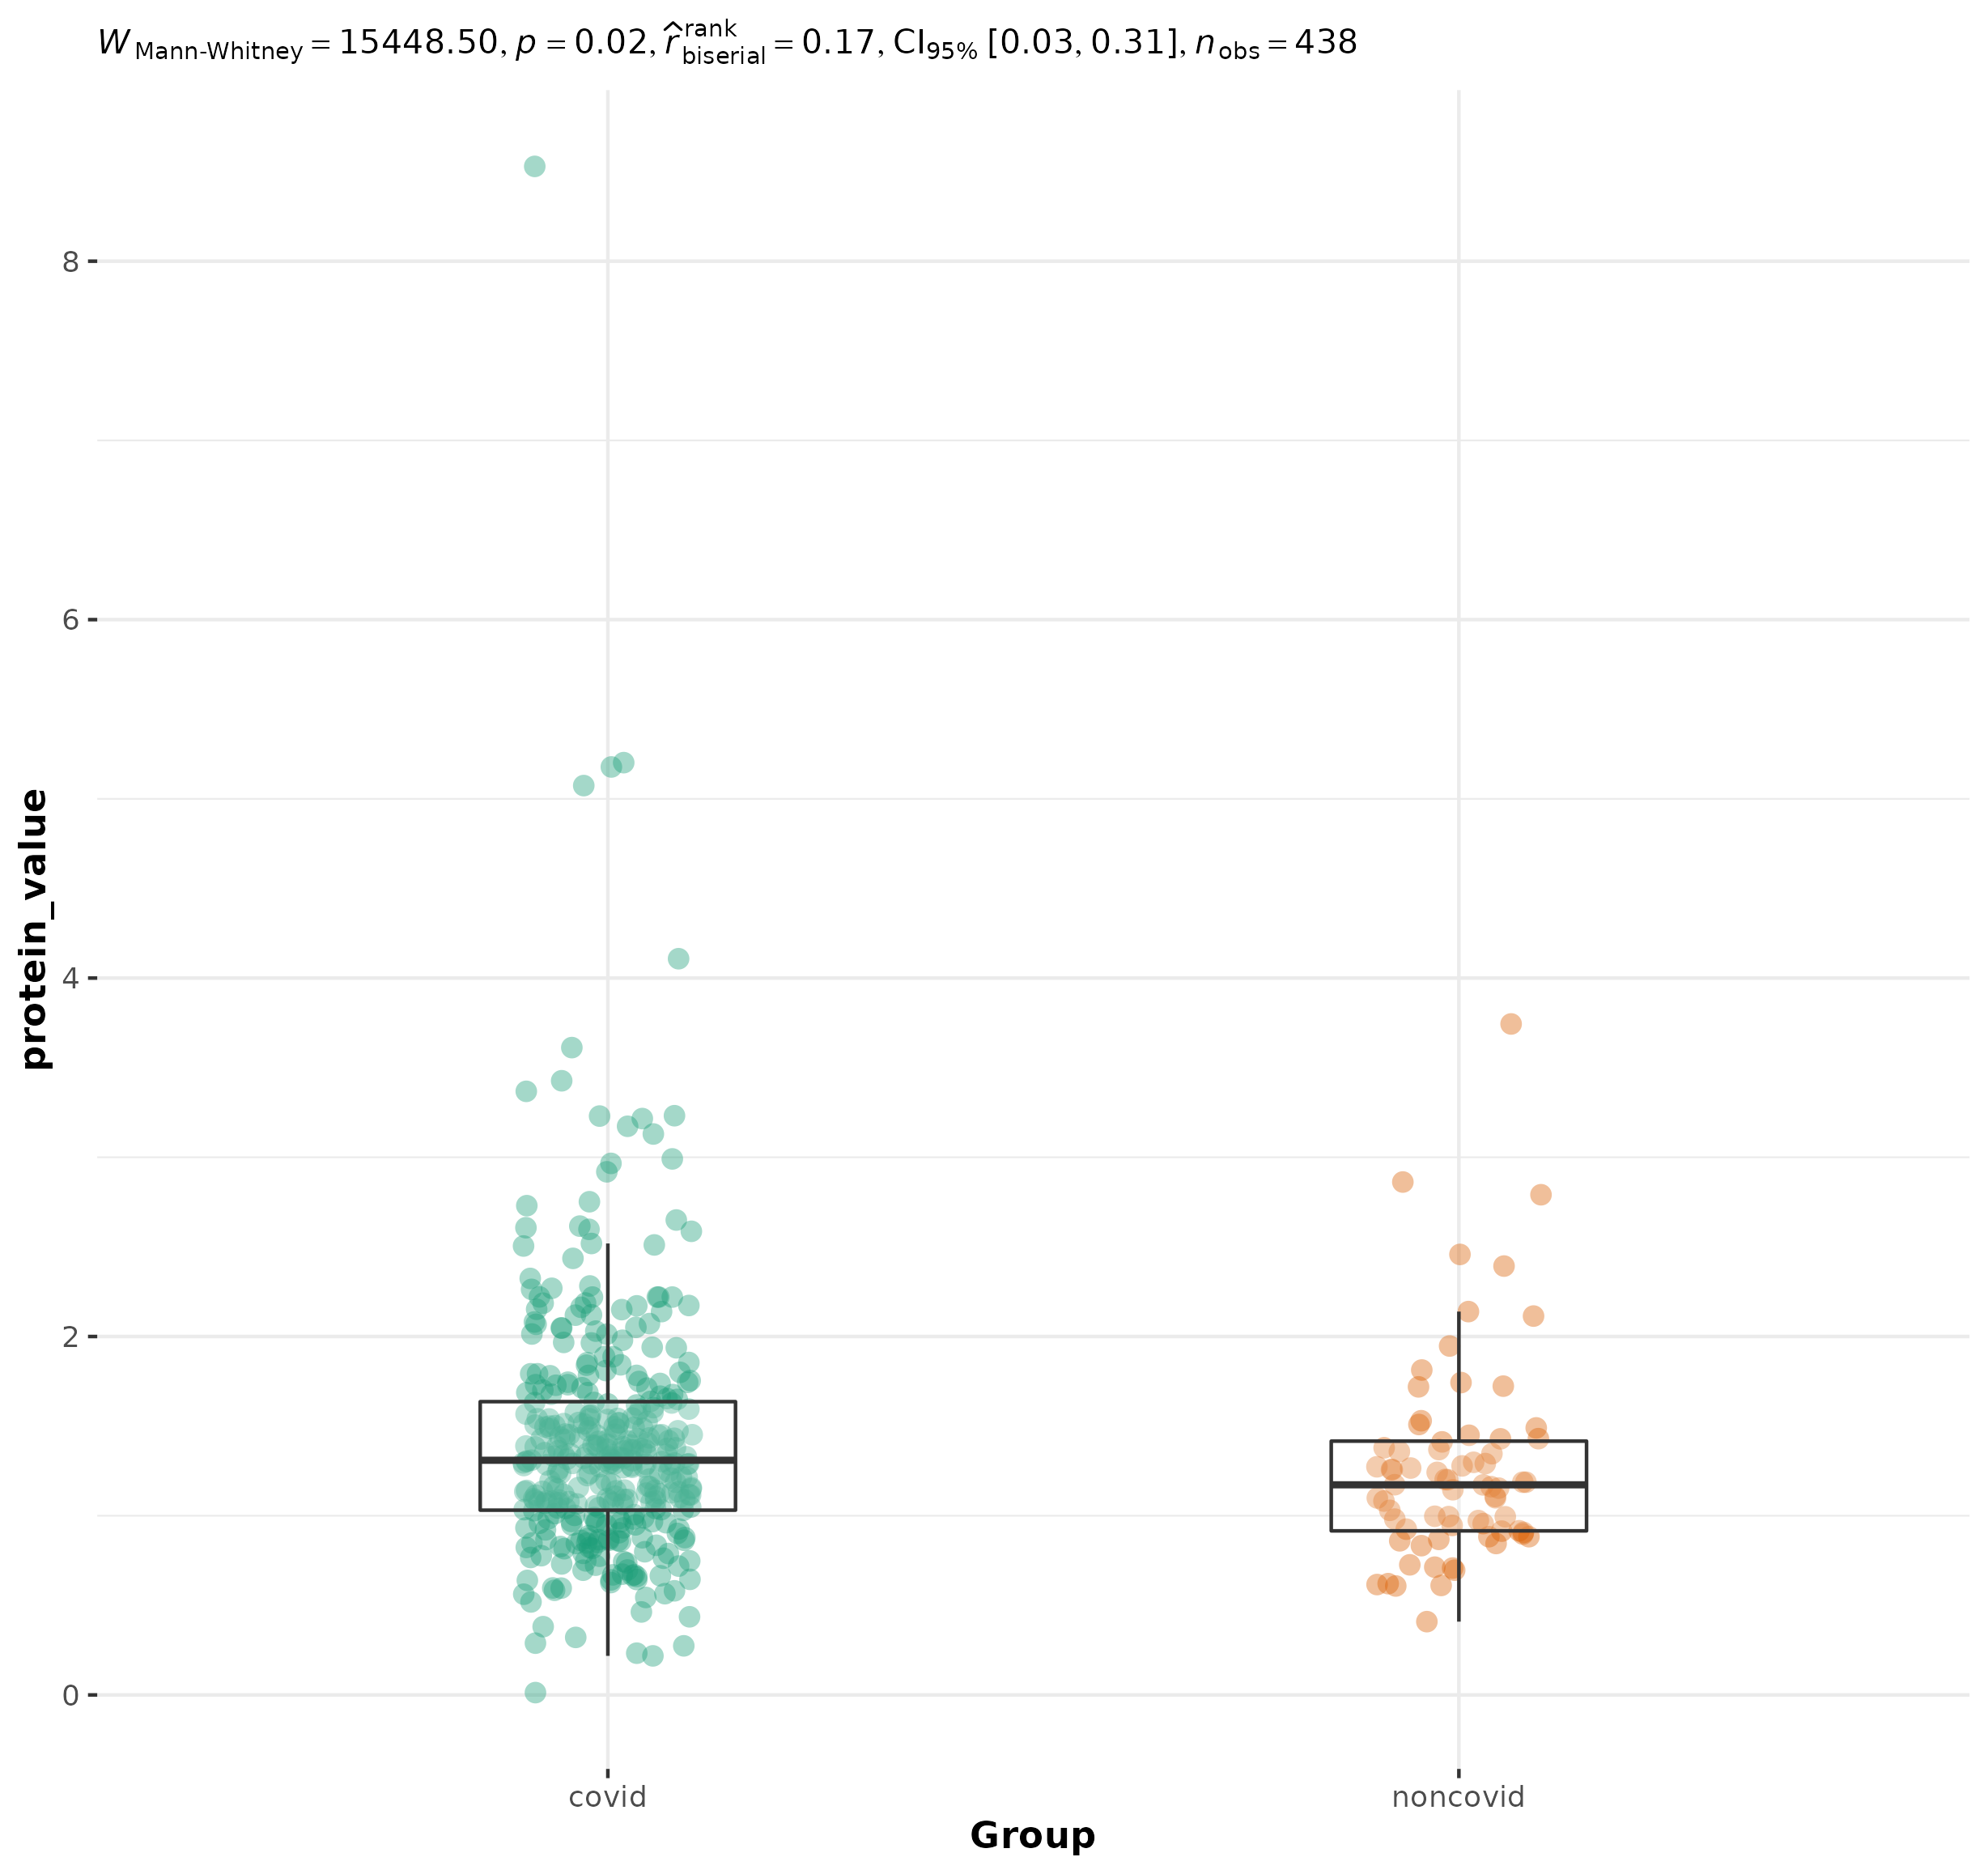 W Mann-Whitney = 15448.50, p = 0.02, r̂ rank biserial = 0.17, CI95% [0.03, 0.31], n obs = 438
8
6
4
2
0
protein_value
covid noncovid
Group